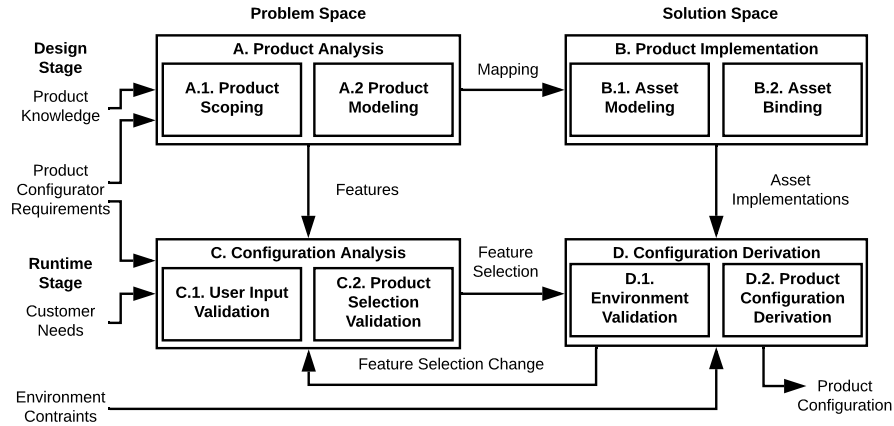 Problem Space
Solution Space
Design
Stage
A. Product Analysis
B. Product Implementation
Mapping
A.1. Product
Scoping
A.2 Product
Modeling
B.1. Asset
Modeling
B.2. Asset
Binding
Product
Knowledge
Product
Configurator
Requirements
Features
Asset
Implementations
Runtime
Stage
C. Configuration Analysis
Feature
Selection
D. Configuration Derivation
C.1. User Input
Validation
C.2. Product
Selection
Validation
D.1.
Environment
Validation
D.2. Product
Configuration
Derivation
Customer
Needs
Feature Selection Change
Environment
Contraints
Product
Configuration